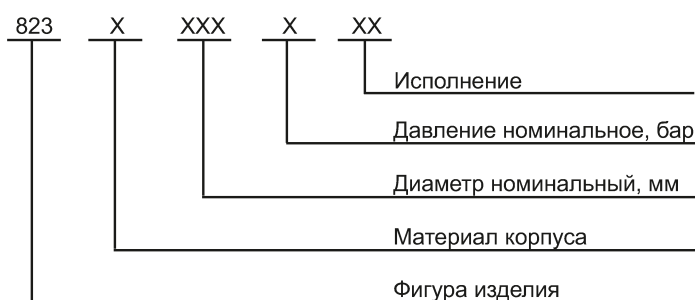 823 X XXX X XX
Исполнение
Давление номинальное, бар
Диаметр номинальный, мм
Материал корпуса
Фигура изделия